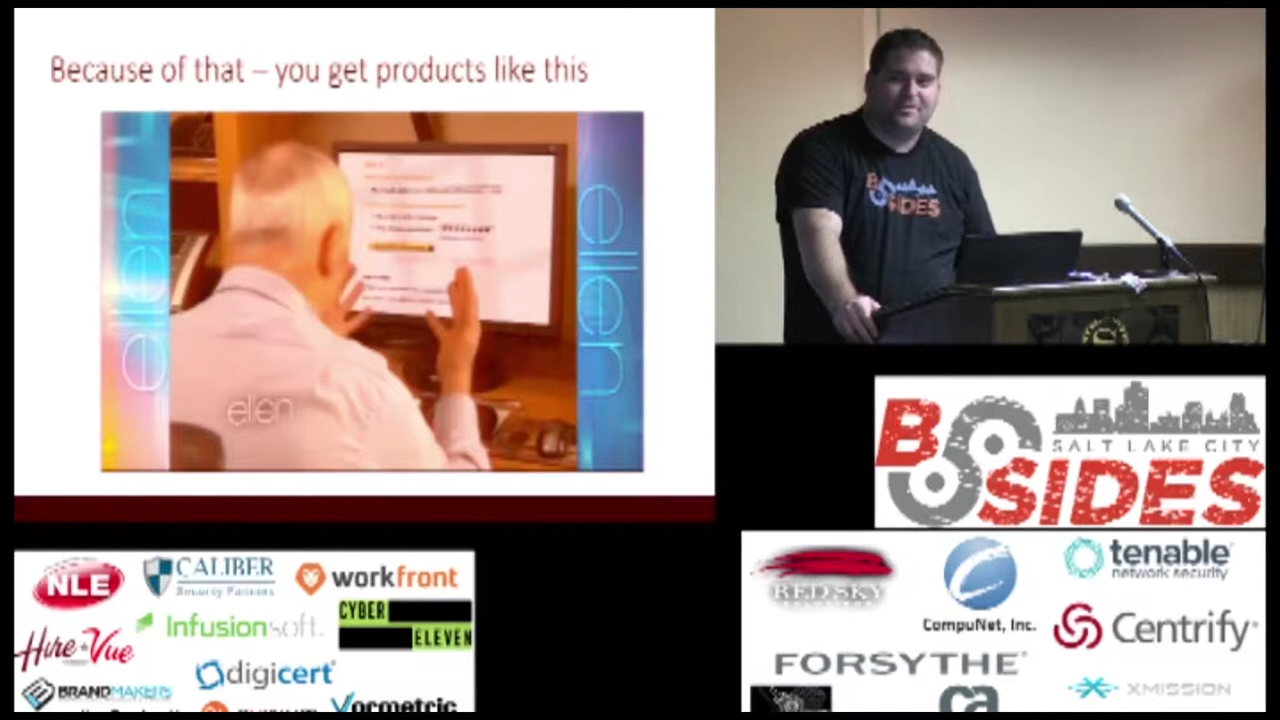 Because of that – you get products like this
ellen
ellen
ellen
BSIDES
BSIDES
SALT LAKE CITY
NLE
CALIBER
Security Partners
workfront
Infusionsoft.
CYBER
ELEVEN
Hire Vue
digicert
BRANDMAKERS
Vormetric
RED SKY
CompuNet, Inc.
tenable
network security
Centrify
FORSYTHE
ca
XMISSION